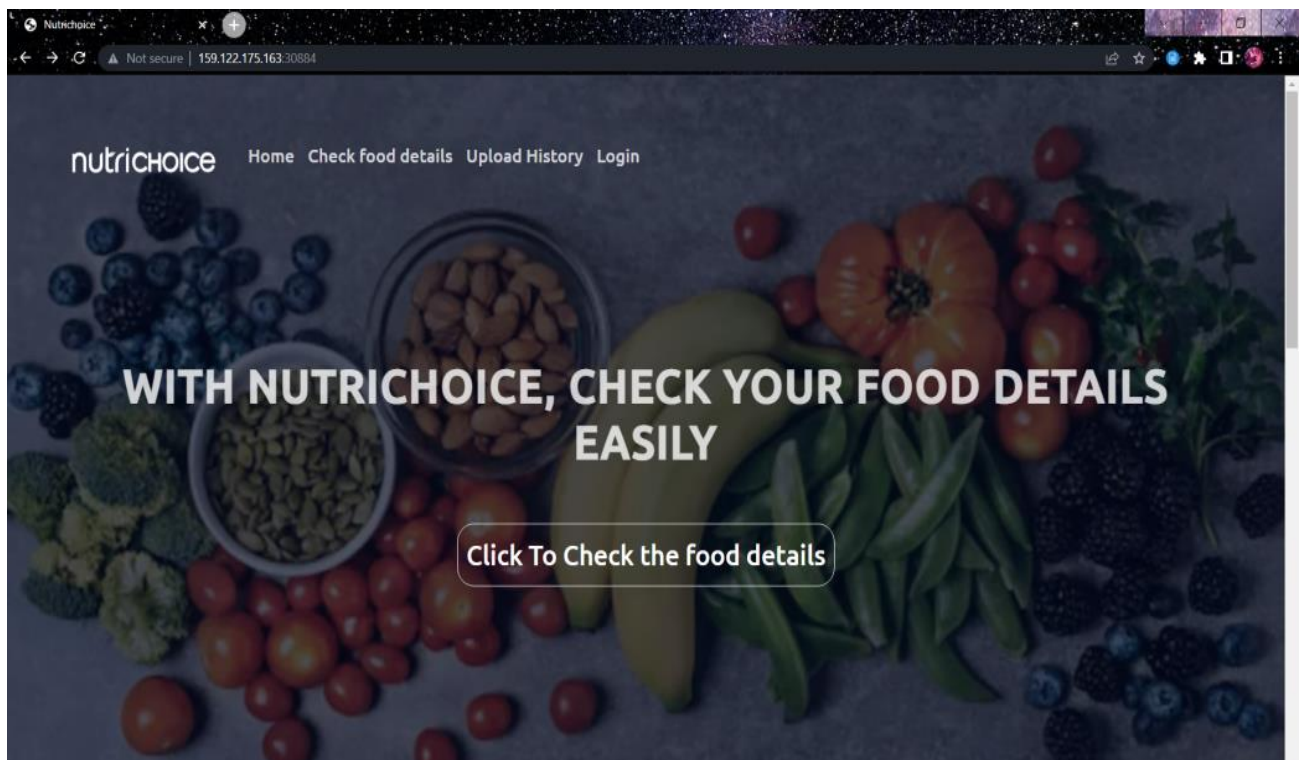 Nutrichoice
Not secure | 159.122.175.163:30884
nutrichoice Home Check food details Upload History Login
WITH NUTRICHOICE, CHECK YOUR FOOD DETAILS
EASILY
Click To Check the food details